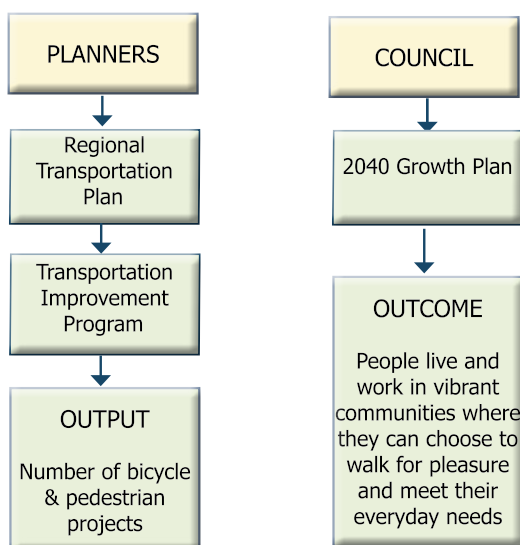 PLANNERS
Regional
Transportation
Plan
Transportation
Improvement
Program
OUTPUT
Number of bicycle
& pedestrian
projects
COUNCIL
2040 Growth Plan
OUTCOME
People live and
work in vibrant
communities where
they can choose to
walk for pleasure
and meet their
everyday needs